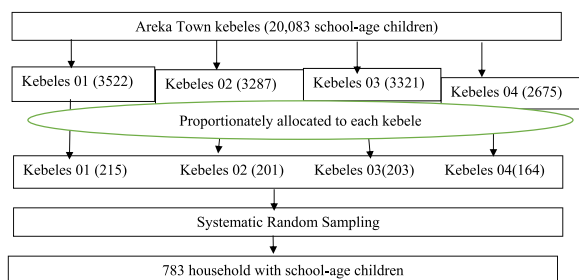 Areka Town kebeles (20,083 school-age children)
Kebeles 01 (3522) Kebeles 02 (3287) Kebeles 03 (3321) Kebeles 04 (2675)
Proportionately allocated to each kebele
Kebeles 01 (215) Kebeles 02 (201) Kebeles 03(203) Kebeles 04(164)
Systematic Random Sampling
783 household with school-age children